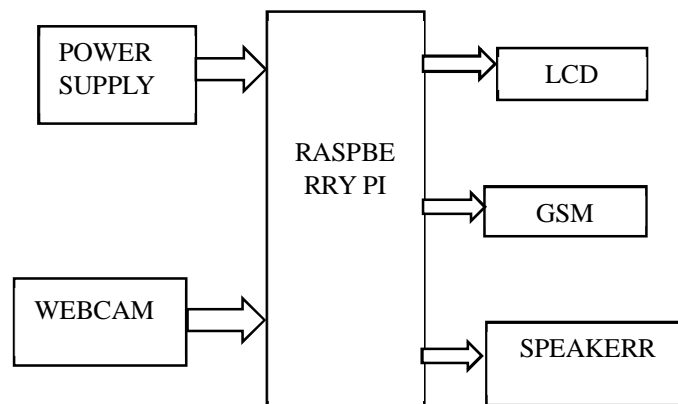 POWER
SUPPLY
LCD
RASPBE
RRY PI
GSM
WEBCAM
SPEAKERR